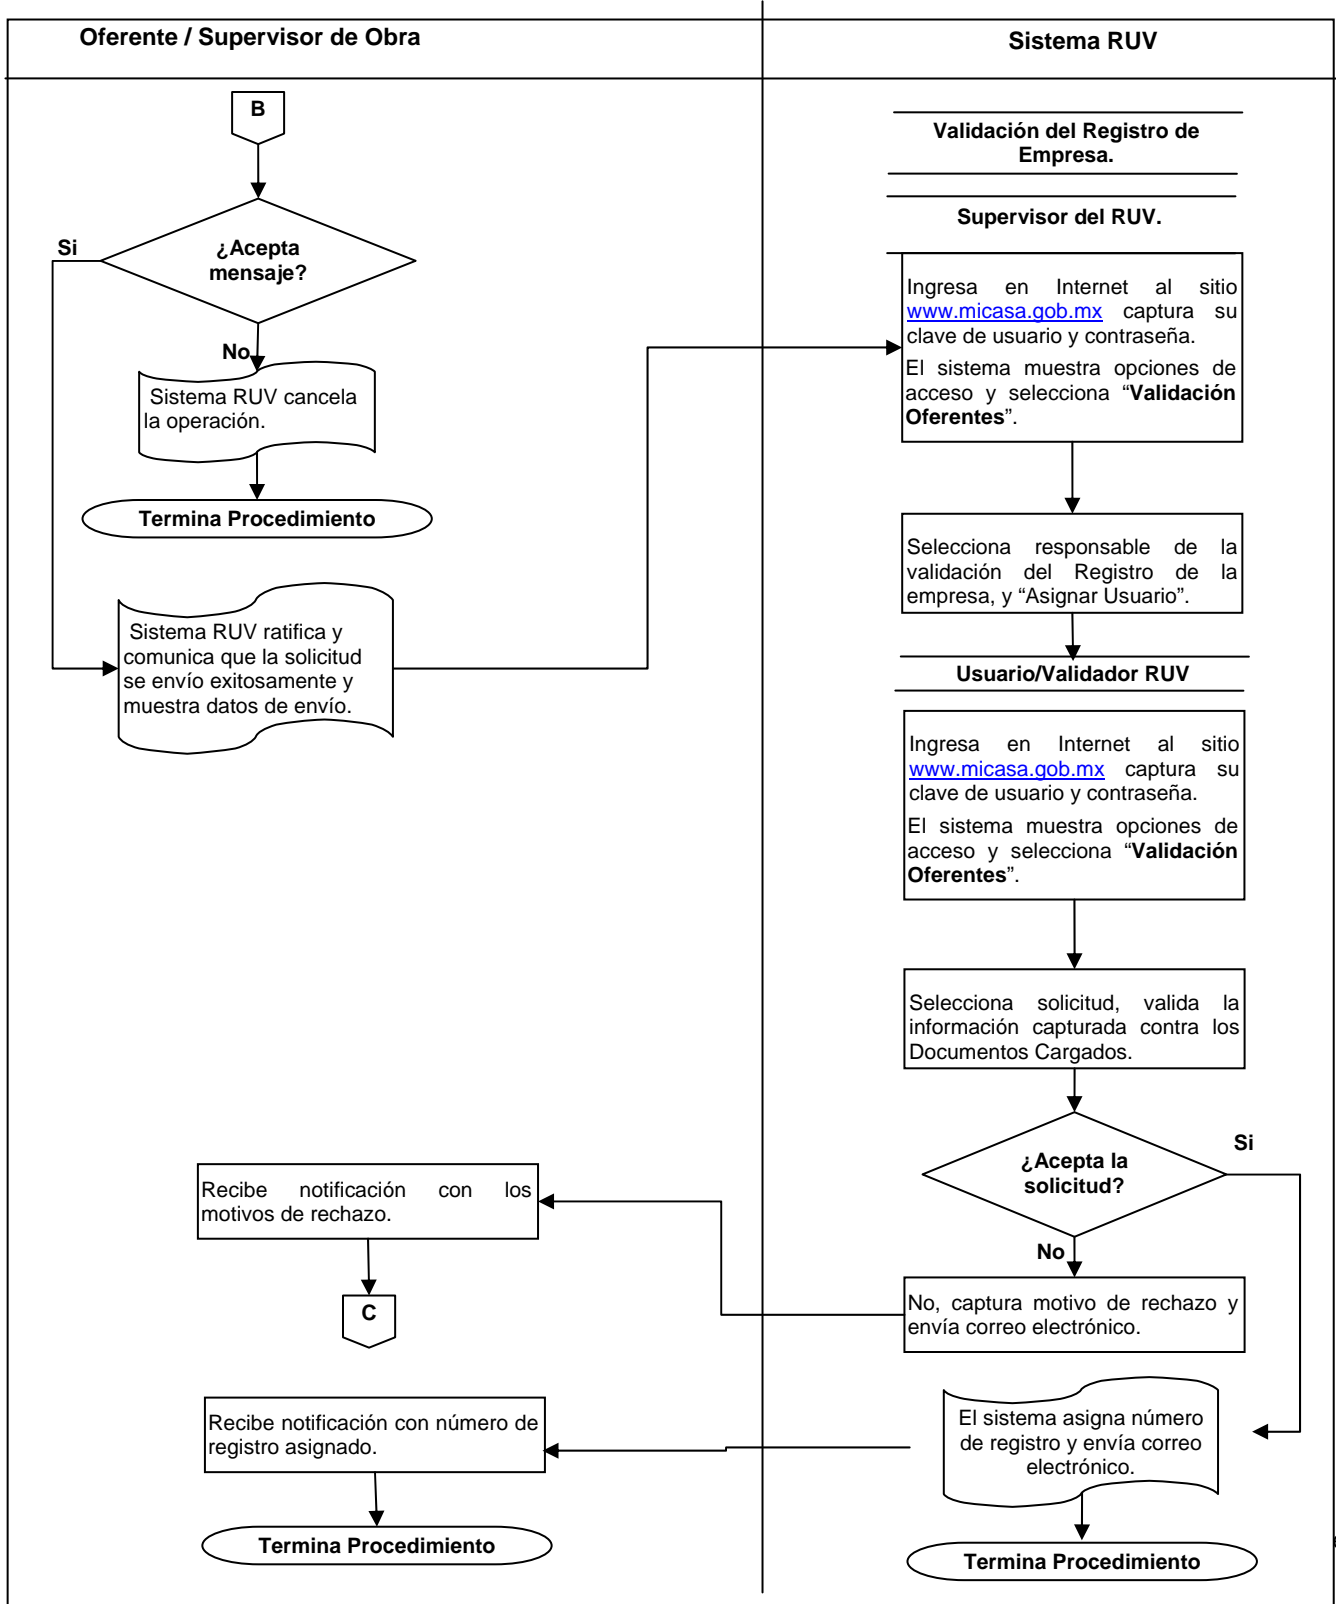 Oferente / Supervisor de Obra
Sistema RUV
B
¿Acepta
mensaje?
Si
No
Sistema RUV cancela
la operación.
Termina Procedimiento
Sistema RUV ratifica y
comunica que la solicitud
se envío exitosamente y
muestra datos de envío.
Validación del Registro de
Empresa.
Supervisor del RUV.
Ingresa en Internet al sitio
www.micasa.gob.mx captura su
clave de usuario y contraseña.
El sistema muestra opciones de
acceso y selecciona “Validación
Oferentes”.
Selecciona responsable de la
validación del Registro de la
empresa, y “Asignar Usuario”.
Usuario/Validador RUV
Ingresa en Internet al sitio
www.micasa.gob.mx captura su
clave de usuario y contraseña.
El sistema muestra opciones de
acceso y selecciona “Validación
Oferentes”.
Selecciona solicitud, valida la
información capturada contra los
Documentos Cargados.
¿Acepta la
solicitud?
Si
No
No, captura motivo de rechazo y
envía correo electrónico.
Recibe notificación con los
motivos de rechazo.
C
El sistema asigna número
de registro y envía correo
electrónico.
Recibe notificación con número de
registro asignado.
Termina Procedimiento
Termina Procedimiento